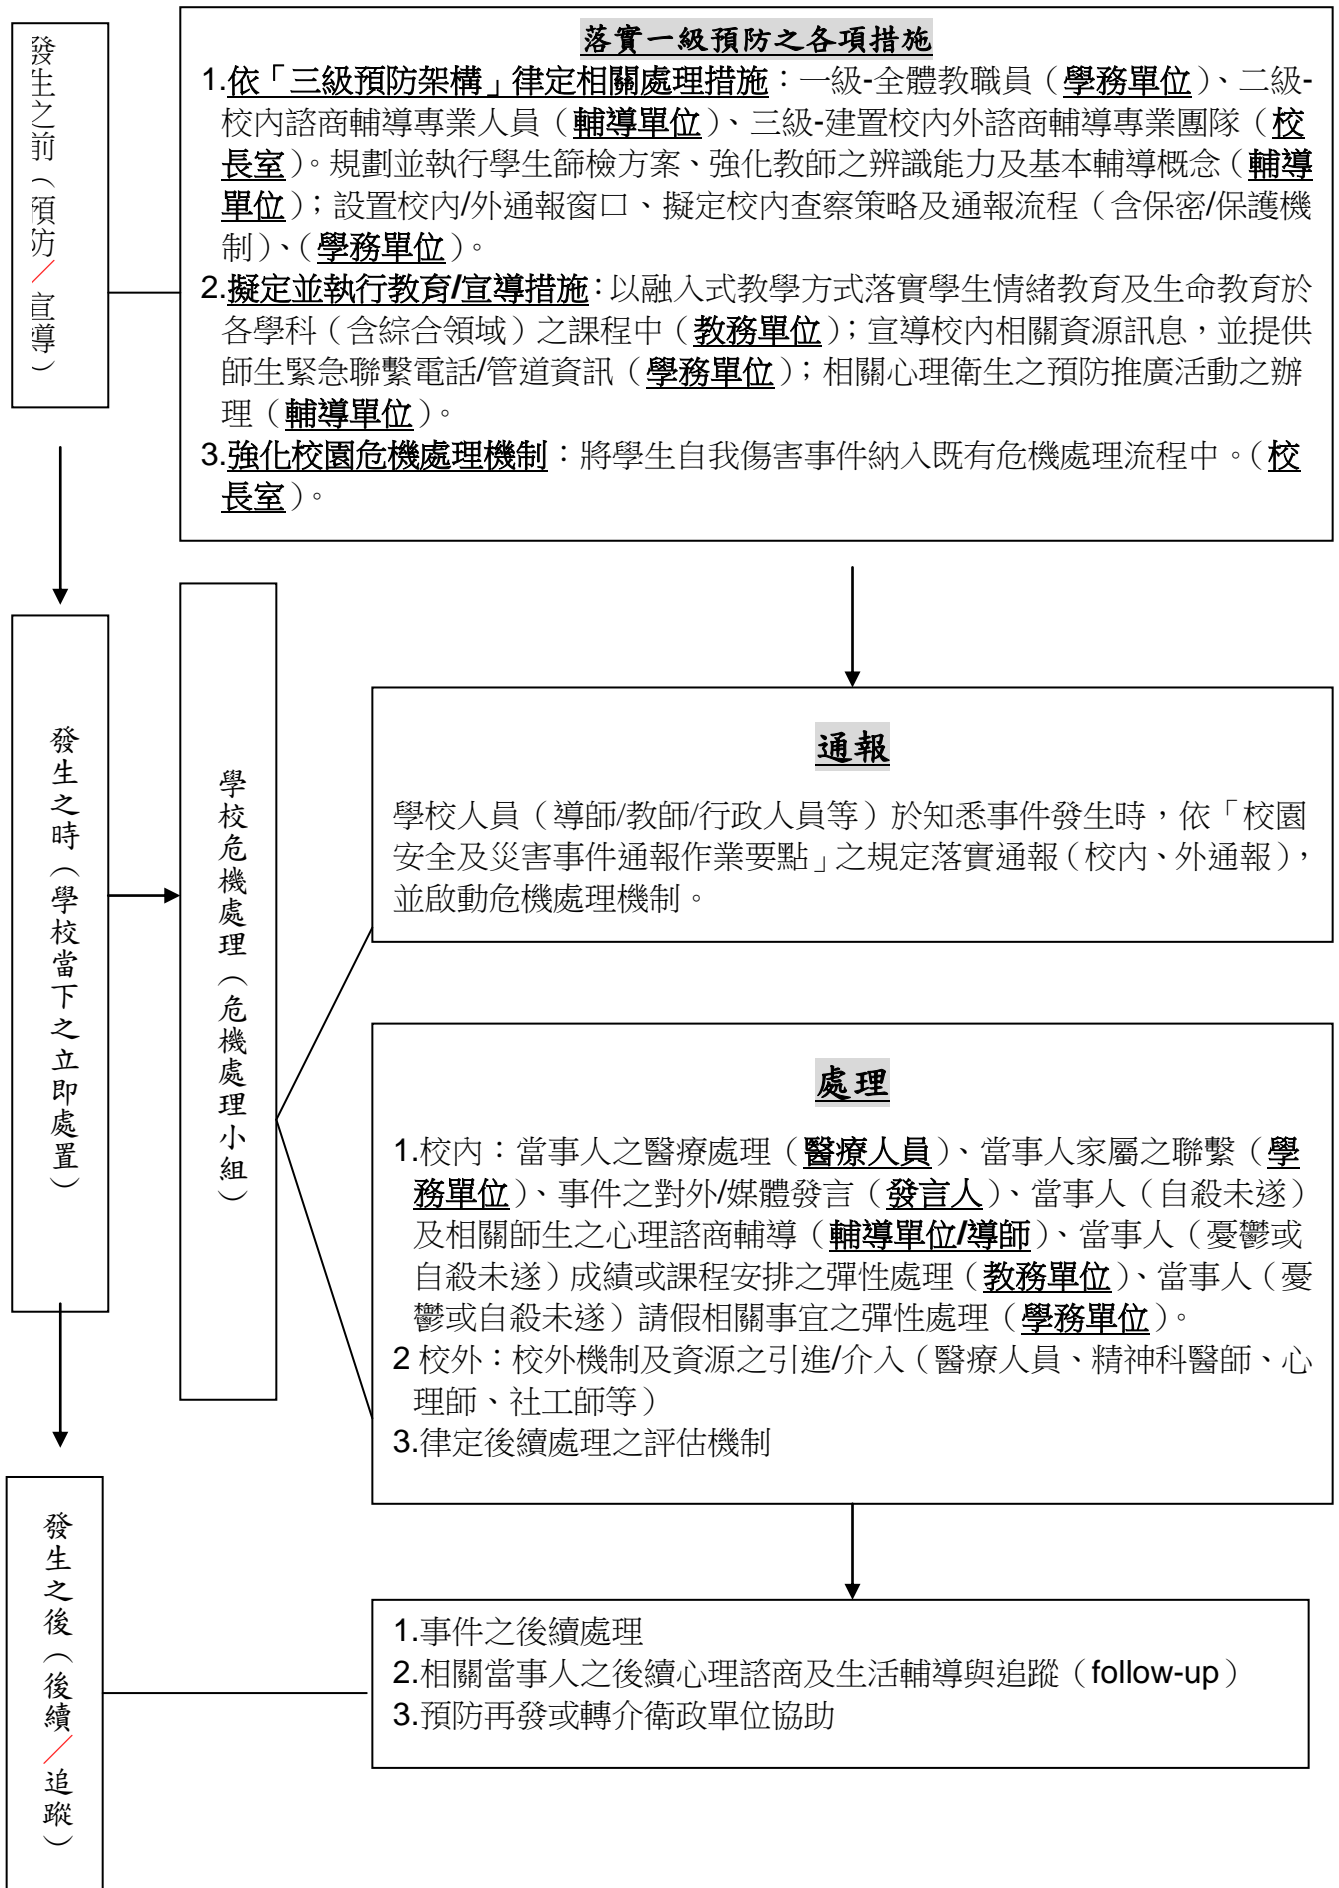 發生之前（預防／宣導）
落實一級預防之各項措施
1.依「三級預防架構」律定相關處理措施：一級-全體教職員（學務單位）、二級-
校內諮商輔導專業人員（輔導單位）、三級-建置校內外諮商輔導專業團隊（校
長室）。規劃並執行學生篩檢方案、強化教師之辨識能力及基本輔導概念（輔導
單位）；設置校內/外通報窗口、擬定校內查察策略及通報流程（含保密/保護機
制）、（學務單位）。
2.擬定並執行教育/宣導措施：以融入式教學方式落實學生情緒教育及生命教育於
各學科（含綜合領域）之課程中（教務單位）；宣導校內相關資源訊息，並提供
師生緊急聯繫電話/管道資訊（學務單位）；相關心理衛生之預防推廣活動之辦
理（輔導單位）。
3.強化校園危機處理機制：將學生自我傷害事件納入既有危機處理流程中。（校
長室）。
發生之時（學校當下之立即處置）
學校危機處理（危機處理小組）
通報
學校人員（導師/教師/行政人員等）於知悉事件發生時，依「校園
安全及災害事件通報作業要點」之規定落實通報（校內、外通報），
並啟動危機處理機制。
處理
1.校內：當事人之醫療處理（醫療人員）、當事人家屬之聯繫（學
務單位）、事件之對外/媒體發言（發言人）、當事人（自殺未遂）
及相關師生之心理諮商輔導（輔導單位/導師）、當事人（憂鬱或
自殺未遂）成績或課程安排之彈性處理（教務單位）、當事人（憂
鬱或自殺未遂）請假相關事宜之彈性處理（學務單位）。
2 校外：校外機制及資源之引進/介入（醫療人員、精神科醫師、心
理師、社工師等）
3.律定後續處理之評估機制
發生之後（後續／追蹤）
1.事件之後續處理
2.相關當事人之後續心理諮商及生活輔導與追蹤（follow-up）
3.預防再發或轉介衛政單位協助